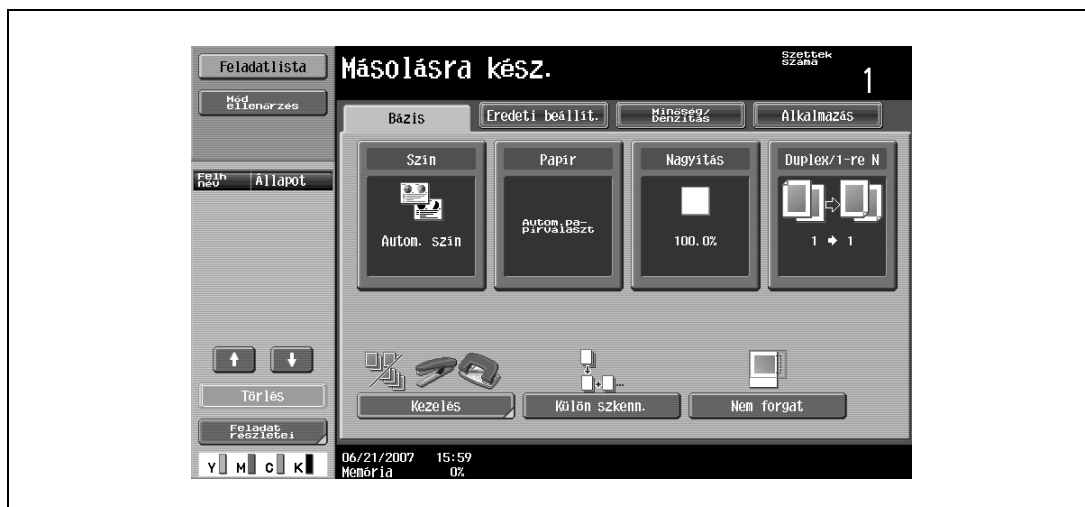 Feladatlista
Mód
ellenőrzés
Felh
név
Állapot
Törlés
Feladat
részletei
Y M C K
Másolásra kész.
Szettek
száma
1
Bázis
Eredeti beállít.
Minőség/
Denzitás
Alkalmazás
Szín
Autom. szín
Papír
Autom.pa-
pírválaszt
Nagyítás
100.0%
Duplex/1-re N
1 → 1
Kezelés
Külön szkenn.
Nem forgat
06/21/2007 15:59
Memória 0%